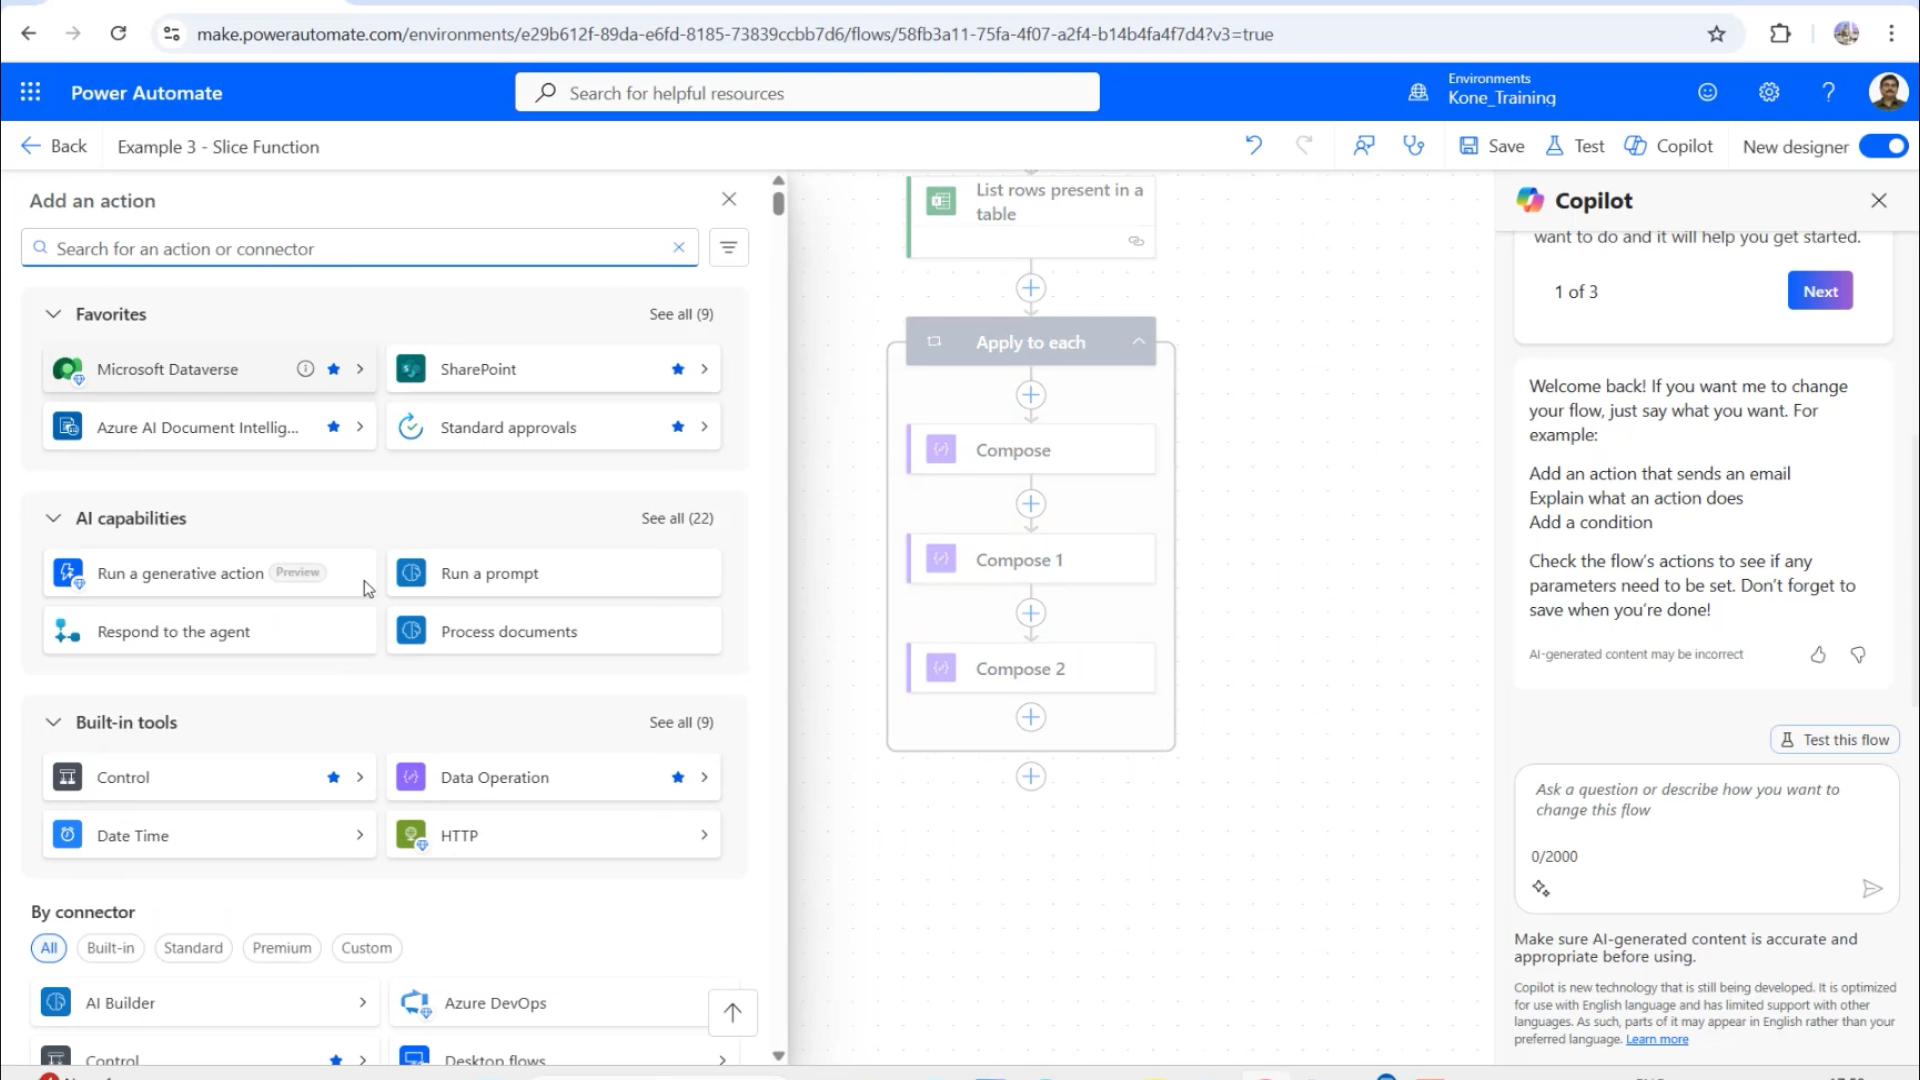 make.powerautomate.com/environments/e29b612f-89da-e6fd-8185-73839ccbb7d6/flows/58fb3a11-75fa-4f07-a2f4-b14b4fa4f7d4?v3=true
Power Automate
Search for helpful resources
Environments
Kone_Training
Back
Example 3 - Slice Function
Save
Test
Copilot
New designer
Add an action
Search for an action or connector
Favorites
See all (9)
Microsoft Dataverse
SharePoint
Azure AI Document Intellig...
Standard approvals
AI capabilities
See all (22)
Run a generative action
Preview
Run a prompt
Respond to the agent
Process documents
Built-in tools
See all (9)
Control
Data Operation
Date Time
HTTP
By connector
All
Built-in
Standard
Premium
Custom
AI Builder
Azure DevOps
Control
Desktop flows
List rows present in a
table
Apply to each
Compose
Compose 1
Compose 2
Copilot
want to do and it will help you get started.
1 of 3
Next
Welcome back! If you want me to change
your flow, just say what you want. For
example:
Add an action that sends an email
Explain what an action does
Add a condition
Check the flow's actions to see if any
parameters need to be set. Don't forget to
save when you're done!
AI-generated content may be incorrect
Test this flow
Ask a question or describe how you want to
change this flow
0/2000
Make sure AI-generated content is accurate and
appropriate before using.
Copilot is new technology that is still being developed. It is optimized
for use with English language and has limited support with other
languages. As such, parts of it may appear in English rather than your
preferred language. Learn more